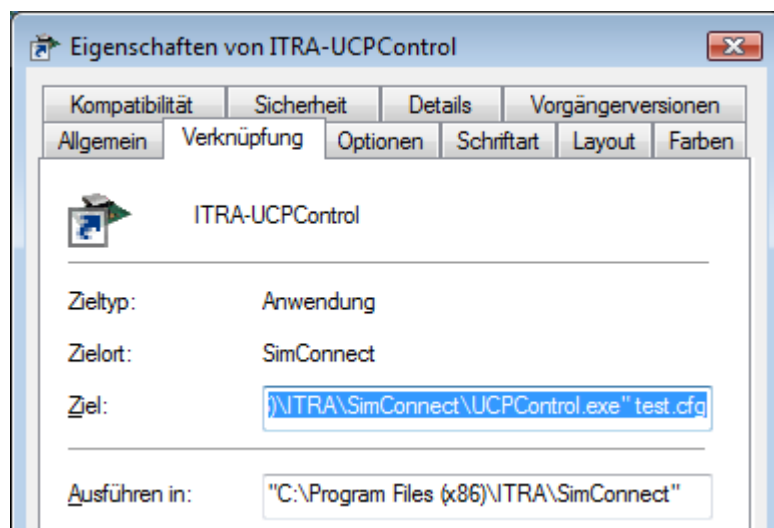 Eigenschaften von ITRA-UCPControl
Kompatibilität Sicherheit Details Vorgängerversionen
Allgemein Verknüpfung Optionen Schriftart Layout Farben
ITRA-UCPControl
Zieltyp: Anwendung
Zielort: SimConnect
Ziel: )\ITRA\SimConnect\UCPControl.exe" test.cfg
Ausführen in: "C:\Program Files (x86)\ITRA\SimConnect"